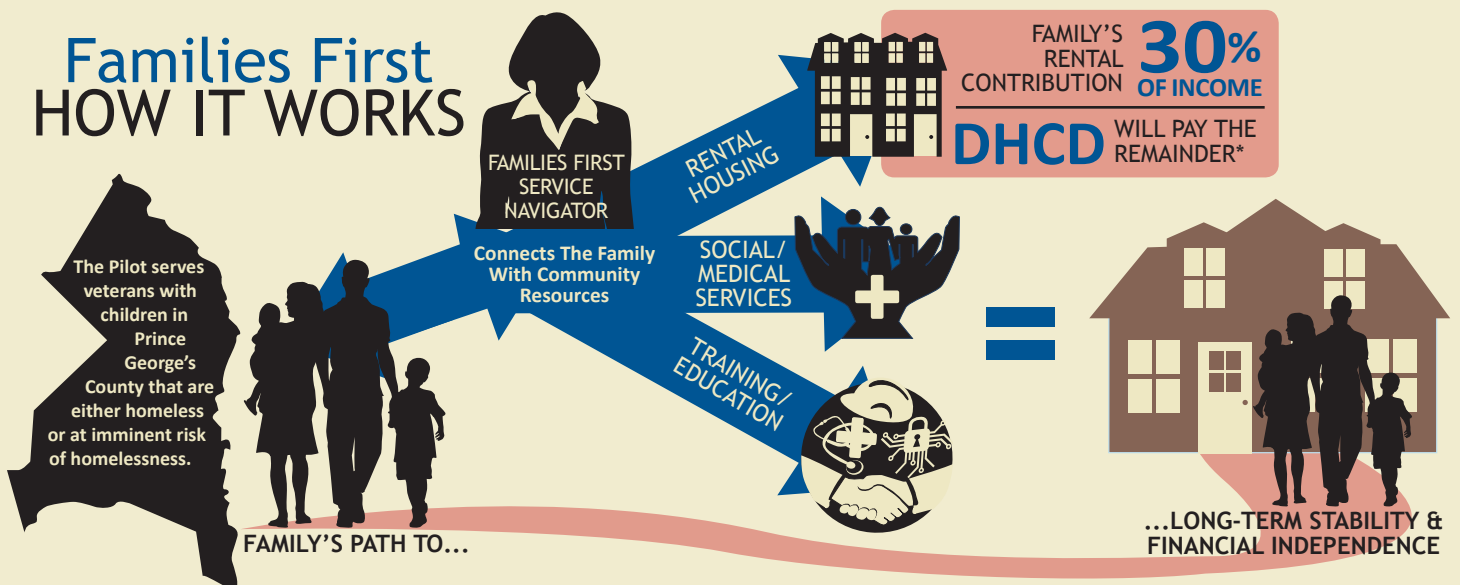 Families First
HOW IT WORKS
The Pilot serves
veterans with
children in
Prince
George's
County that are
either homeless
or at imminent risk
of homelessness.
FAMILY'S PATH TO...
FAMILIES FIRST
SERVICE
NAVIGATOR
Connects The Family
With Community
Resources
RENTAL
HOUSING
SOCIAL/
MEDICAL
SERVICES
TRAINING/
EDUCATION
FAMILY'S
RENTAL
CONTRIBUTION
30%
OF INCOME
DHCD
WILL PAY THE
REMAINDER*
...LONG-TERM STABILITY &
FINANCIAL INDEPENDENCE